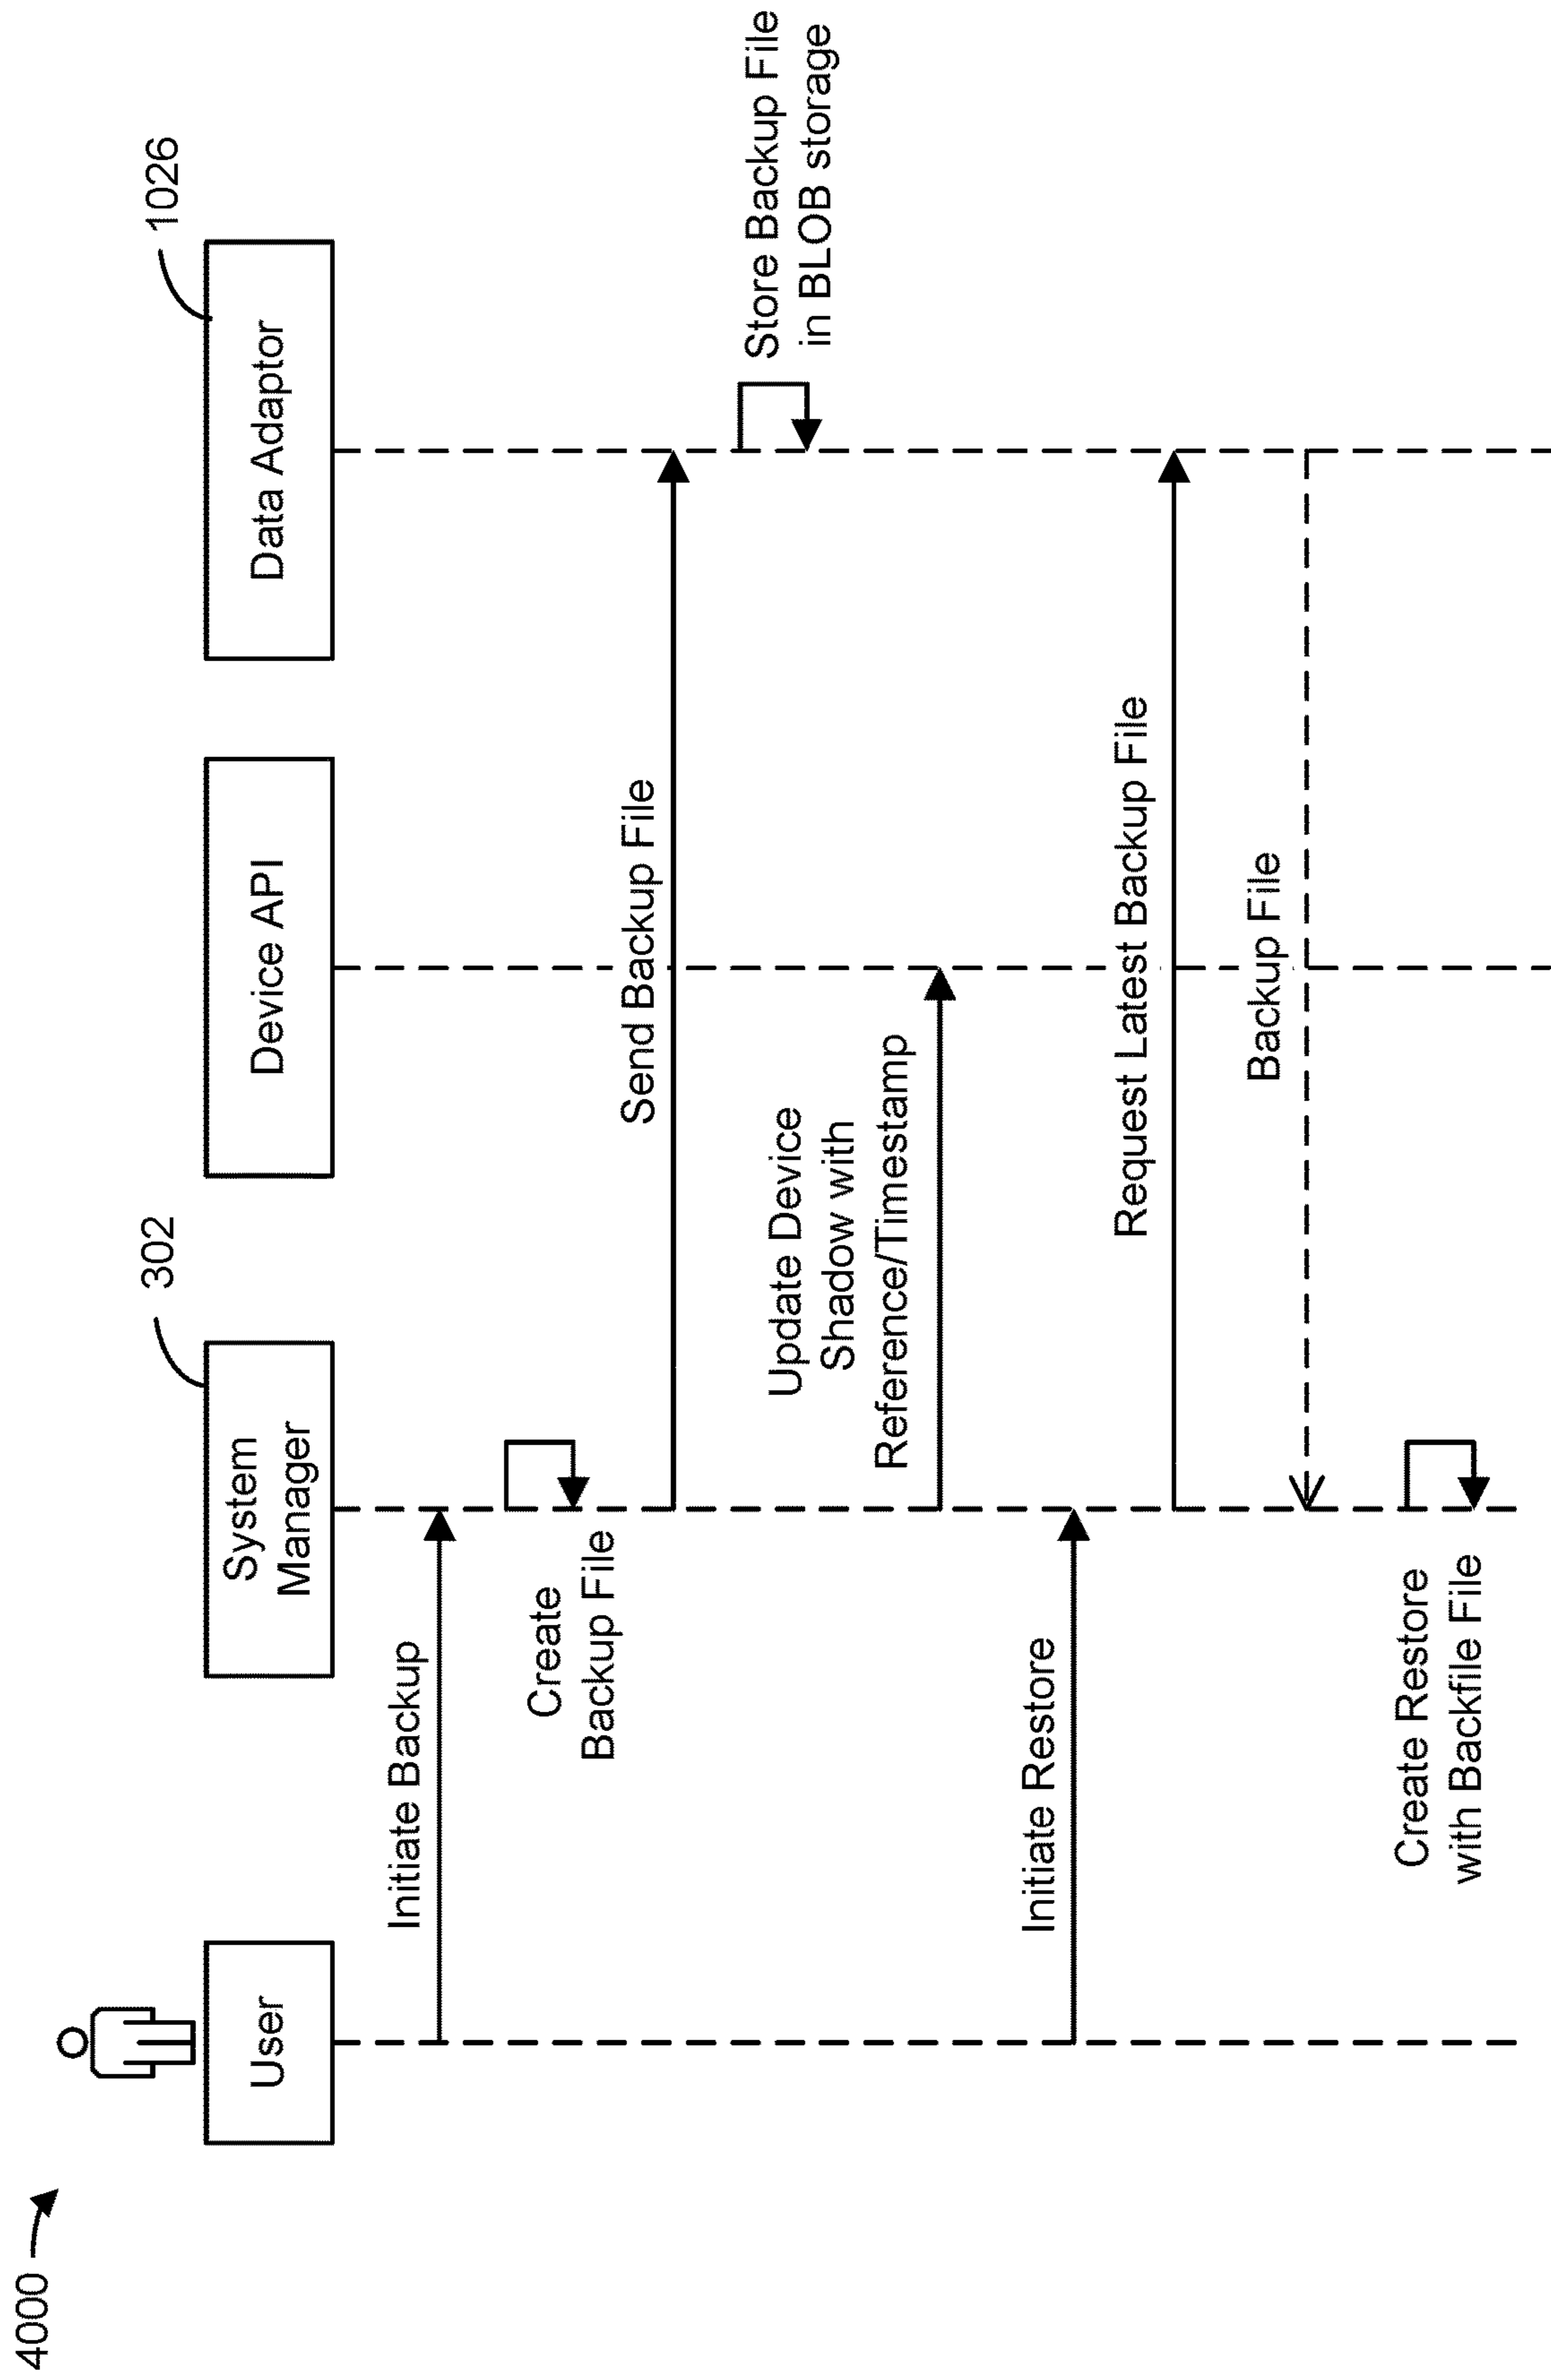 4000
User
System
Manager
302
Device API
Data Adaptor
1026
Initiate Backup
Create
Backup File
Send Backup File
Store Backup File
in BLOB storage
Update Device
Shadow with
Reference/Timestamp
Initiate Restore
Request Latest Backup File
Backup File
Create Restore
with Backfile File